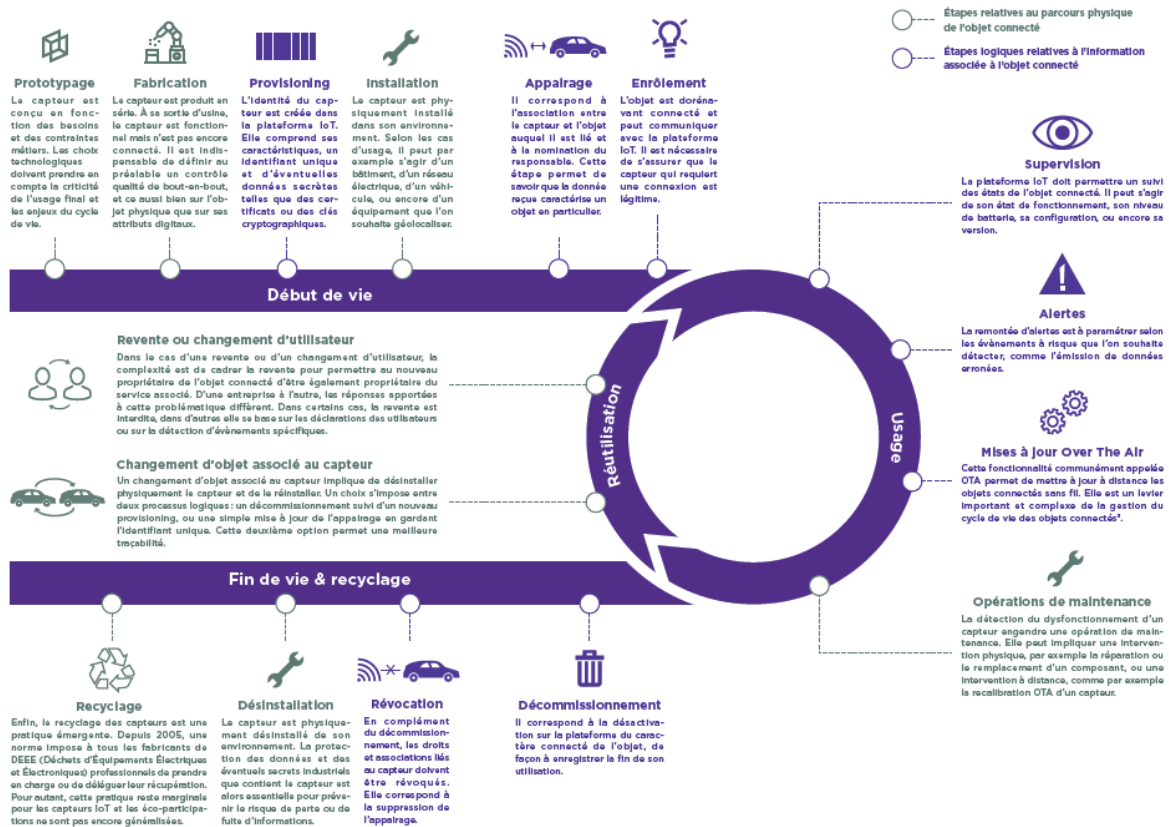 Étapes relatives au parcours physique
de l'objet connecté
Étapes logiques relatives à l'information
associée à l'objet connecté
Prototypage
Le capteur est
conçu en fonc-
tion des besoins
et des contraintes
métiers. Les choix
technologiques
doivent prendre en
compte la criticité
de l'usage final et
les enjeux du cycle
de vie.
Fabrication
Le capteur est produit en
série. À sa sortie d'usine,
le capteur est fonction-
nel mais n'est pas encore
connecté. Il est indis-
pensable de définir au
préalable un contrôle
qualité de bout-en-bout,
et ce aussi bien sur l'ob-
jet physique que sur ses
attributs digitaux.
Provisioning
L'identité du cap-
teur est créée dans
la plateforme IoT.
Elle comprend ses
caractéristiques, un
identifiant unique
et d'éventuelles
données secrètes
telles que des cer-
tificats ou des clés
cryptographiques.
Installation
Le capteur est phy-
siquement installé
dans son environne-
ment. Selon les cas
d'usage, il peut par
exemple s'agir d'un
bâtiment, d'un réseau
électrique, d'un véhi-
cule, ou encore d'un
équipement que l'on
souhaite géolocaliser.
Appairage
Il correspond à
l'association entre
le capteur et l'objet
auquel il est lié et
à la nomination du
responsable. Cette
étape permet de
savoir que la donnée
reçue caractérise un
objet en particulier.
Enrôlement
L'objet est doréna-
vant connecté et
peut communiquer
avec la plateforme
IoT. Il est nécessaire
de s'assurer que le
capteur qui requiert
une connexion est
légitime.
Début de vie
Supervision
La plateforme IoT doit permettre un suivi
des états de l'objet connecté. Il peut s'agir
de son état de fonctionnement, son niveau
de batterie, sa configuration, ou encore sa
version.
Alertes
La remontée d'alertes est à paramétrer selon
les évènements à risque que l'on souhaite
détecter, comme l'émission de données
erronées.
Usage
Mises à jour Over The Air
Cette fonctionnalité communément appelée
OTA permet de mettre à jour à distance les
objets connectés sans fil. Elle est un levier
important et complexe de la gestion du
cycle de vie des objets connectés³.
Opérations de maintenance
La détection du dysfonctionnement d'un
capteur engendre une opération de main-
tenance. Elle peut impliquer une interven-
tion physique, par exemple la réparation ou
le remplacement d'un composant, ou une
intervention à distance, comme par exemple
la recalibration OTA d'un capteur.
Réutilisation
Revente ou changement d'utilisateur
Dans le cas d'une revente ou d'un changement d'utilisateur, la
complexité est de cadrer la revente pour permettre au nouveau
propriétaire de l'objet connecté d'être également propriétaire du
service associé. D'une entreprise à l'autre, les réponses apportées
à cette problématique diffèrent. Dans certains cas, la revente est
interdite, dans d'autres elle se base sur les déclarations des utilisateurs
ou sur la détection d'évènements spécifiques.
Changement d'objet associé au capteur
Un changement d'objet associé au capteur implique de désinstaller
physiquement le capteur et de le réinstaller. Un choix s'impose entre
deux processus logiques : un décommissionnement suivi d'un nouveau
provisioning, ou une simple mise à jour de l'appairage en gardant
l'identifiant unique. Cette deuxième option permet une meilleure
traçabilité.
Fin de vie & recyclage
Recyclage
Enfin, le recyclage des capteurs est une
pratique émergente. Depuis 2005, une
norme impose à tous les fabricants de
DEEE (Déchets d'Équipements Électriques
et Électroniques) professionnels de prendre
en charge ou de déléguer leur récupération.
Pour autant, cette pratique reste marginale
pour les capteurs IoT et les éco-participa-
tions ne sont pas encore généralisées.
Désinstallation
Le capteur est physique-
ment désinstallé de son
environnement. La protec-
tion des données et des
éventuels secrets industriels
que contient le capteur est
alors essentielle pour préve-
nir le risque de perte ou de
fuite d'informations.
Révocation
En complément
du décommission-
nement, les droits
et associations liés
au capteur doivent
être révoqués.
Elle correspond à
la suppression de
l'appairage.
Décommissionnement
Il correspond à la désactiva-
tion sur la plateforme du carac-
tère connecté de l'objet, de
façon à enregistrer la fin de son
utilisation.